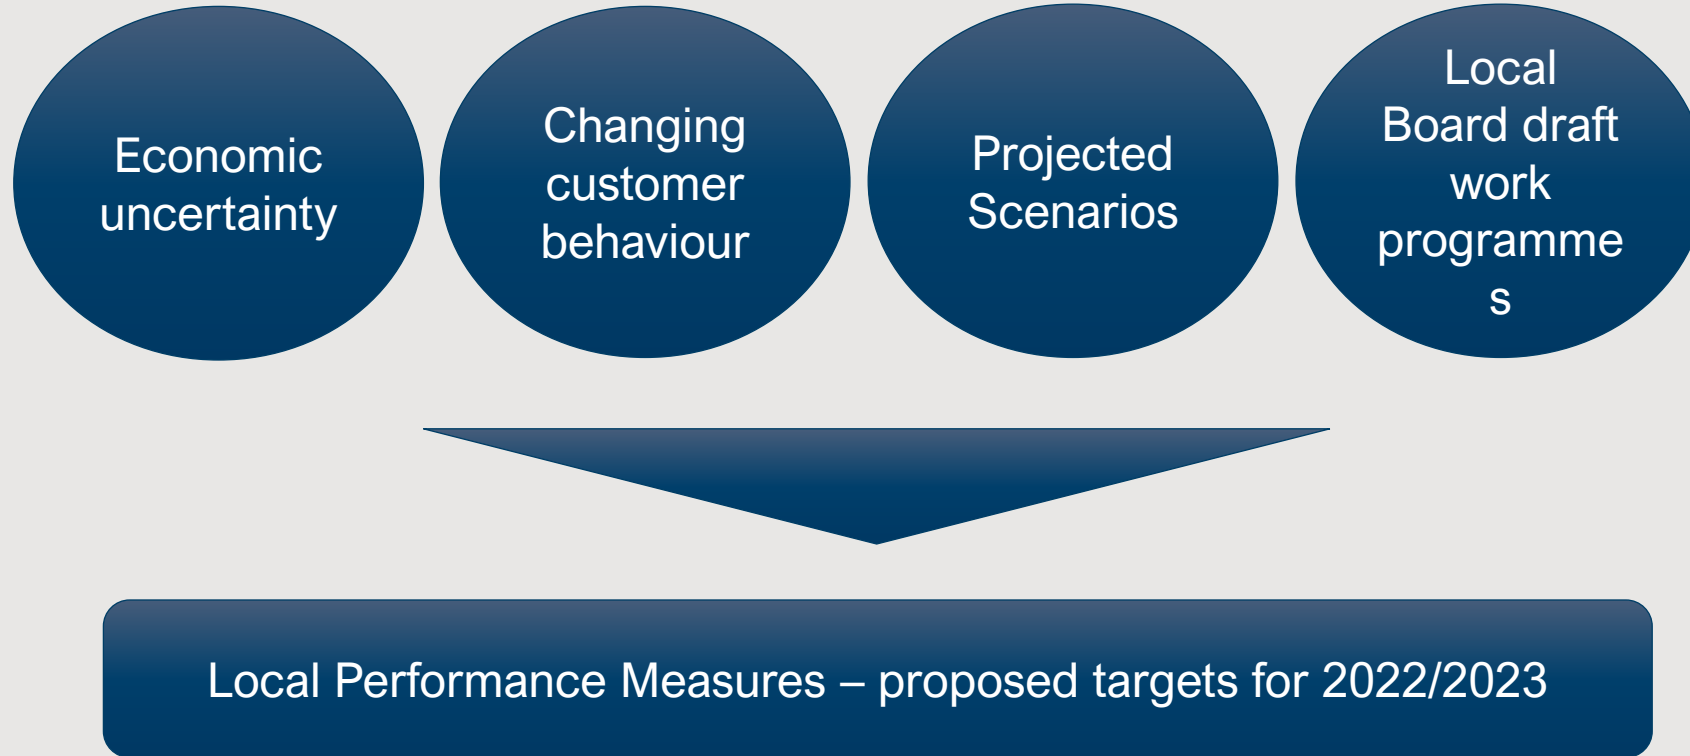 Economic
uncertainty
Changing
customer
behaviour
Projected
Scenarios
Local
Board draft
work
programme
s
Local Performance Measures – proposed targets for 2022/2023